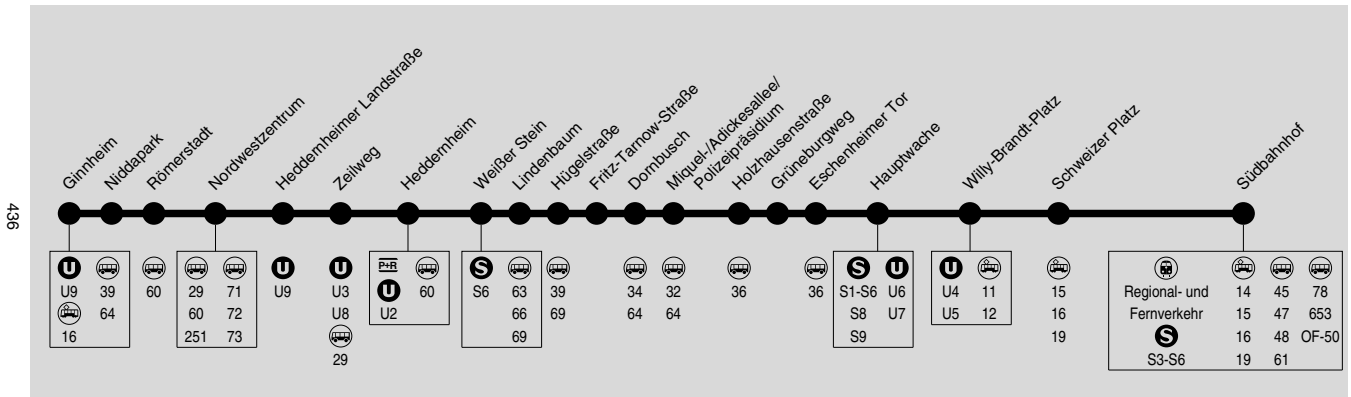 436
Ginnheim
Niddapark
Römerstadt
Nordwestzentrum
Heddernheimer Landstraße
Zeilweg
Heddernheim
Weißer Stein
Lindenbaum
Hügelstraße
Fritz-Tarnow-Straße
Dornbusch
Miquel-/Adickesallee/
Polizeipräsidium
Holzhausenstraße
Grüneburgweg
Eschenheimer Tor
Hauptwache
Willy-Brandt-Platz
Schweizer Platz
Südbahnhof
U
U9
16
39
64
60
29 71
60 72
251 73
U
U9
U
U3
U8
29
P+R
U
U2
60
S
S6
63
66
69
39
69
34
64
32
64
36
36
S U
S1-S6 U6
S8 U7
S9
U
U4 11
U5 12
15
16
19
Regional- und 14 45 78
Fernverkehr 15 47 653
S 16 48 OF-50
S3-S6 19 61